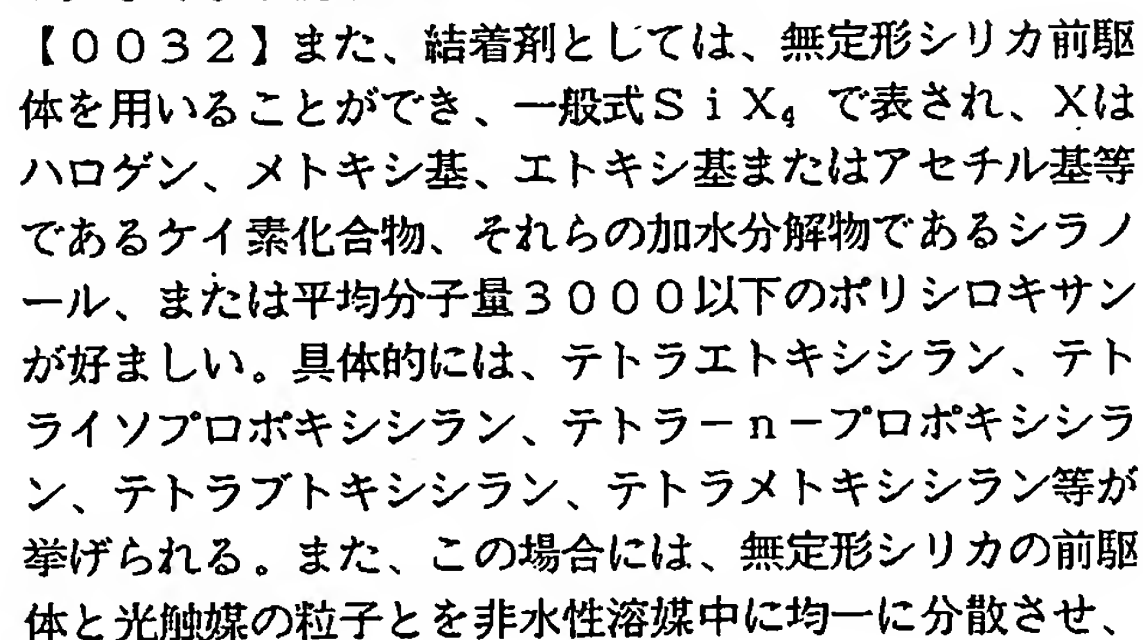 【００３２】また、結着剤としては、無定形シリカ前駆
体を用いることができ、一般式ＳｉＸ₄ で表され、Ｘは
ハロゲン、メトキシ基、エトキシ基またはアセチル基等
であるケイ素化合物、それらの加水分解物であるシラノ
ール、または平均分子量３０００以下のポリシロキサン
が好ましい。具体的には、テトラエトキシシラン、テト
ライソプロポキシシラン、テトラ－ｎ－プロポキシシラ
ン、テトラブトキシシラン、テトラメトキシシラン等が
挙げられる。また、この場合には、無定形シリカの前駆
体と光触媒の粒子とを非水性溶媒中に均一に分散させ、